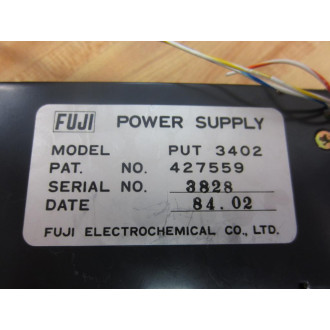 FUJI POWER SUPPLY
MODEL PUT 3402
PAT. NO. 427559
SERIAL NO. 3828
DATE 84.02
FUJI ELECTROCHEMICAL CO., LTD.